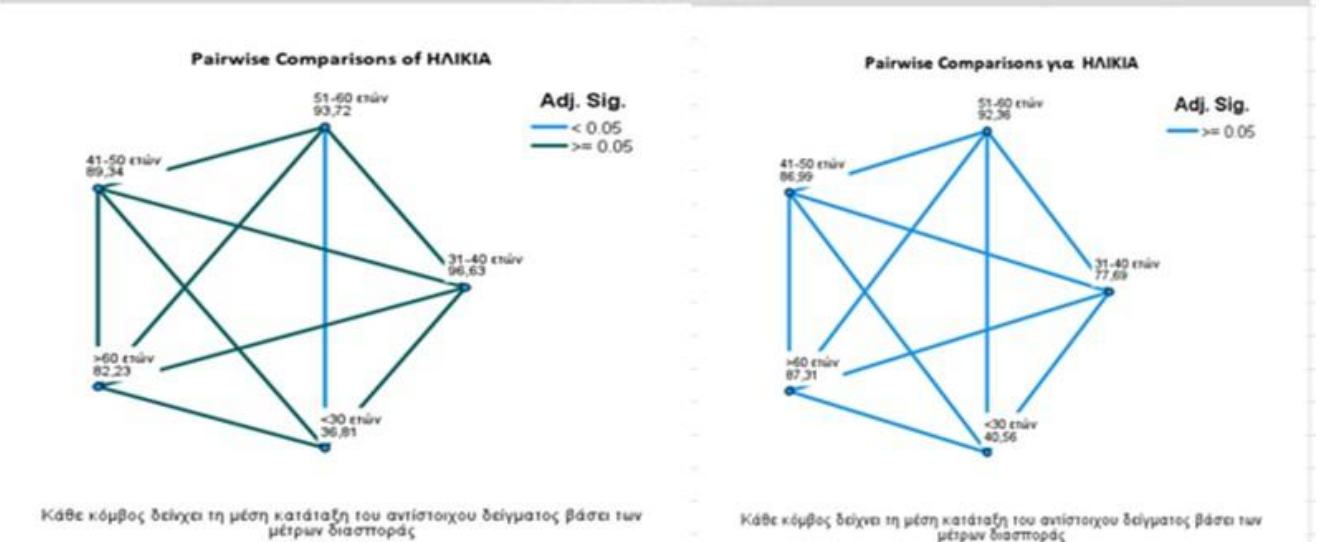 Pairwise Comparisons of ΗΛΙΚΙΑ
51-60 ετών
93,72
Adj. Sig.
< 0.05
>= 0.05
41-50 ετών
89,34
31-40 ετών
96,63
>60 ετών
82,23
<30 ετών
36,81
Κάθε κόμβος δείχνει τη μέση κατάταξη του αντίστοιχου δείγματος βάσει των
μέτρων διασποράς
Pairwise Comparisons για ΗΛΙΚΙΑ
51-60 ετών
92,36
Adj. Sig.
>= 0.05
41-50 ετών
86,99
31-40 ετών
77,69
>60 ετών
87,31
<30 ετών
40,56
Κάθε κόμβος δείχνει τη μέση κατάταξη του αντίστοιχου δείγματος βάσει των
μέτρων διασποράς